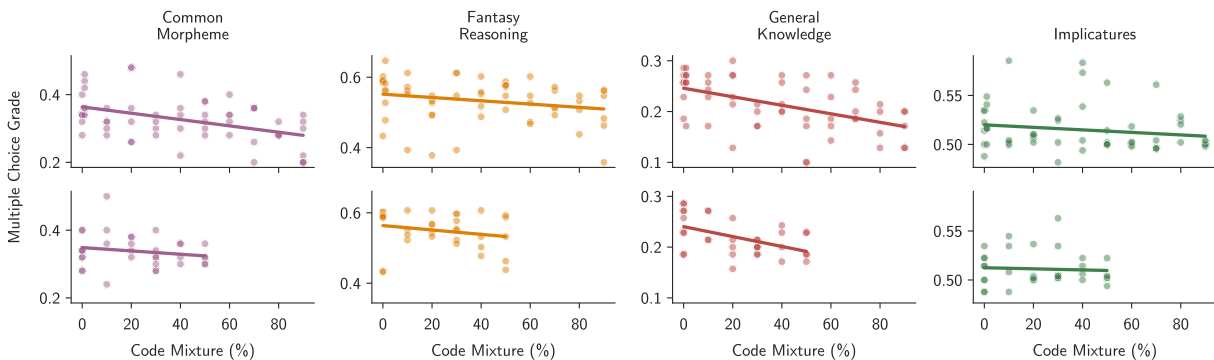 Common
Morpheme
Fantasy
Reasoning
General
Knowledge
Implicatures
Multiple Choice Grade
0.4
0.2
0.6
0.4
0.3
0.2
0.1
0.55
0.50
0.4
0.2
0.6
0.4
0.3
0.2
0.1
0.55
0.50
0 20 40 60 80
0 20 40 60 80
0 20 40 60 80
0 20 40 60 80
Code Mixture (%)
Code Mixture (%)
Code Mixture (%)
Code Mixture (%)